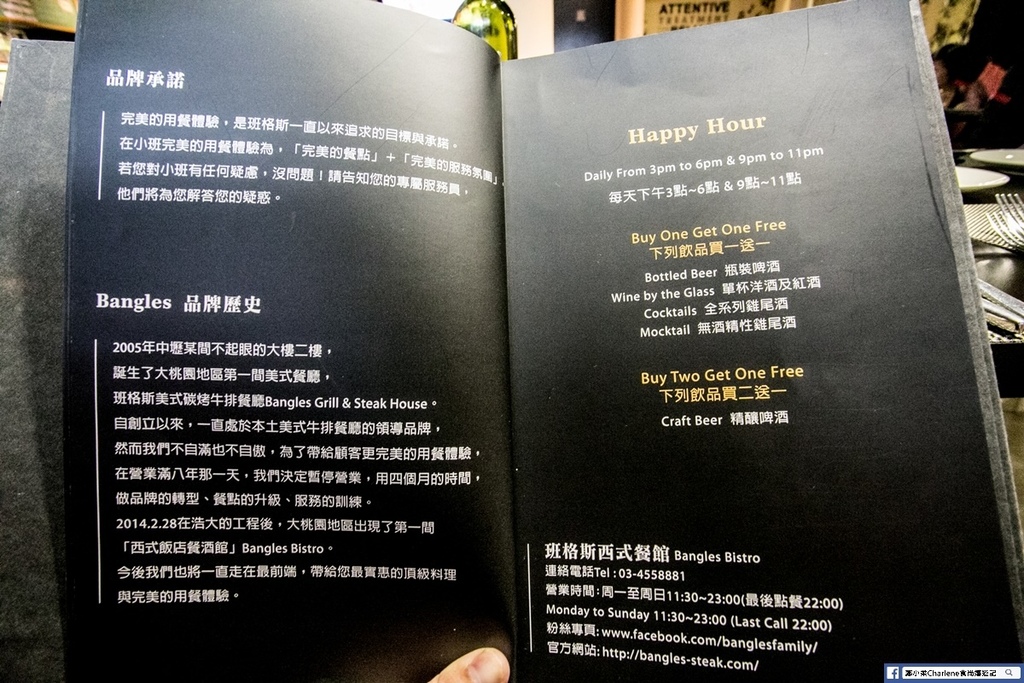 ATTENTIVE
TREATMENT
品牌承諾
完美的用餐體驗，是班格斯一直以來追求的目標與承諾。
在小班完美的用餐體驗為，「完美的餐點」＋「完美的服務氛圍」，
若您對小班有任何疑慮，沒問題！請告知您的專屬服務員，
他們將為您解答您的疑惑。
Bangles 品牌歷史
2005年中壢某間不起眼的大樓二樓，
誕生了大桃園地區第一間美式餐廳，
班格斯美式碳烤牛排餐廳Bangles Grill & Steak House。
自創立以來，一直處於本土美式牛排餐廳的領導品牌，
然而我們不自滿也不自傲，為了帶給顧客更完美的用餐體驗，
在營業滿八年那一天，我們決定暫停營業，用四個月的時間，
做品牌的轉型、餐點的升級、服務的訓練。
2014.2.28在浩大的工程後，大桃園地區出現了第一間
「西式飯店餐酒館」Bangles Bistro。
今後我們也將一直走在最前端，帶給您最實惠的頂級料理
與完美的用餐體驗。
Happy Hour
Daily From 3pm to 6pm & 9pm to 11pm
每天下午3點~6點 & 9點~11點
Buy One Get One Free
下列飲品買一送一
Bottled Beer 瓶裝啤酒
Wine by the Glass 單杯洋酒及紅酒
Cocktails 全系列雞尾酒
Mocktail 無酒精性雞尾酒
Buy Two Get One Free
下列飲品買二送一
Craft Beer 精釀啤酒
班格斯西式餐館 Bangles Bistro
連絡電話Tel : 03-4558881
營業時間: 周一至周日11:30~23:00(最後點餐22:00)
Monday to Sunday 11:30~23:00 (Last Call 22:00)
粉絲專頁: www.facebook.com/banglesfamily/
官方網站: http://bangles-steak.com/
Charlene食尚